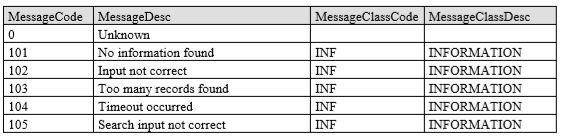 MessageCode MessageDesc MessageClassCode MessageClassDesc
0 Unknown
101 No information found INF INFORMATION
102 Input not correct INF INFORMATION
103 Too many records found INF INFORMATION
104 Timeout occurred INF INFORMATION
105 Search input not correct INF INFORMATION